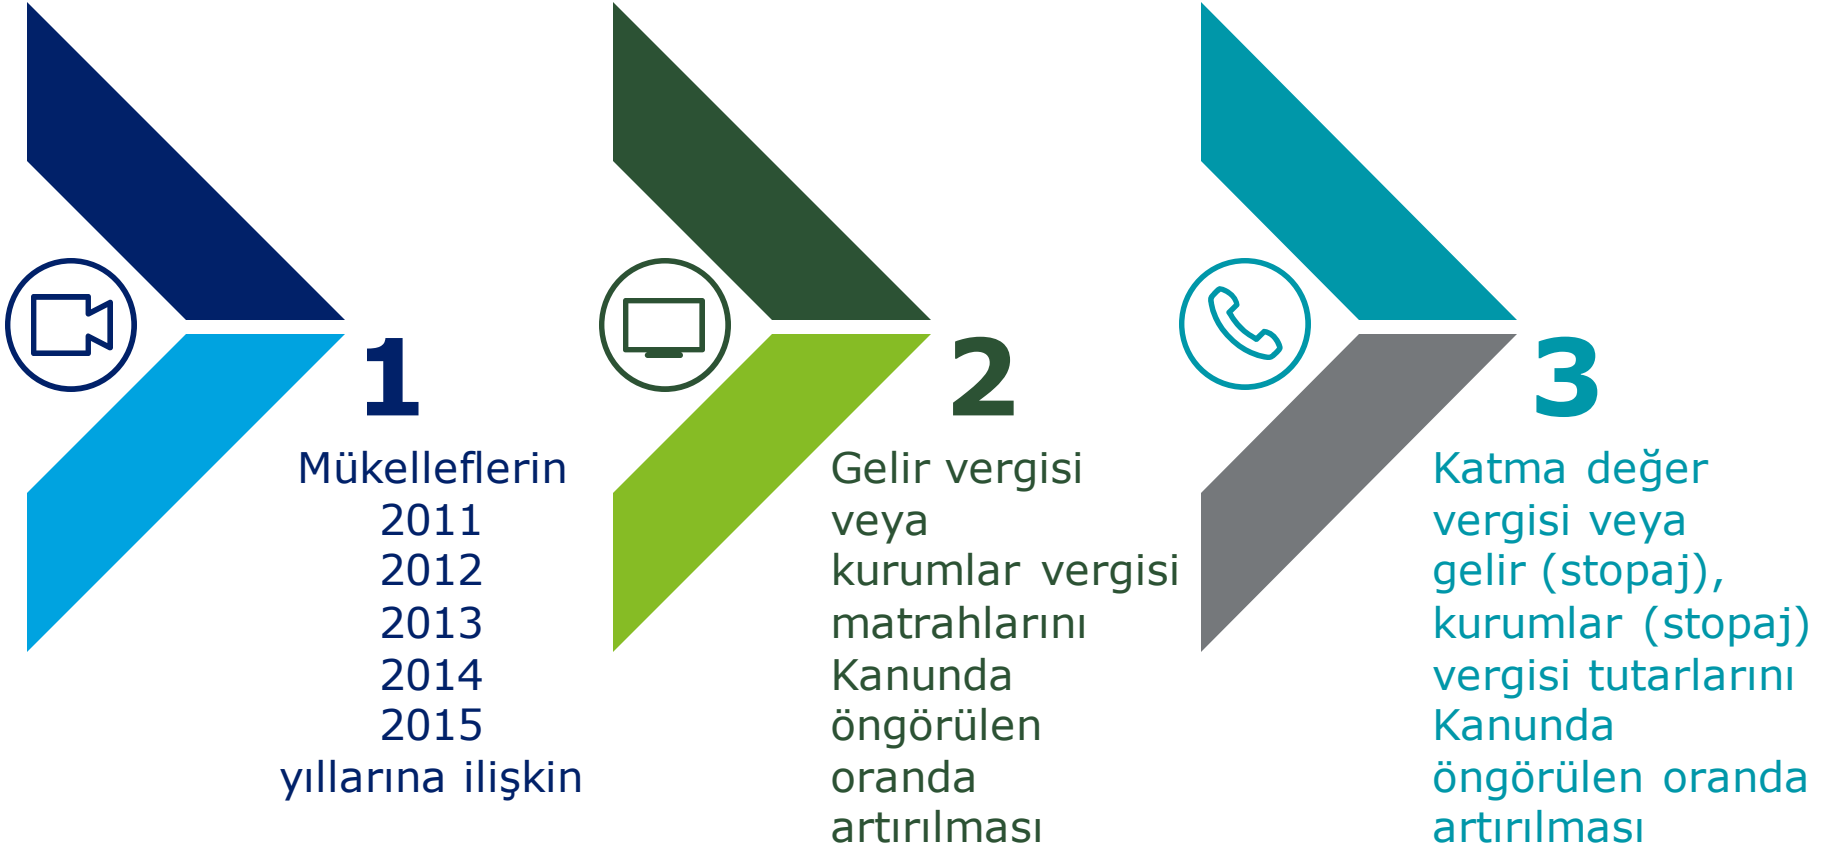 1
Mükelleflerin
2011
2012
2013
2014
2015
yıllarına ilişkin
2
Gelir vergisi
veya
kurumlar vergisi
matrahlarını
Kanunda
öngörülen
oranda
artırılması
3
Katma değer
vergisi veya
gelir (stopaj),
kurumlar (stopaj)
vergisi tutarlarını
Kanunda
öngörülen oranda
artırılması